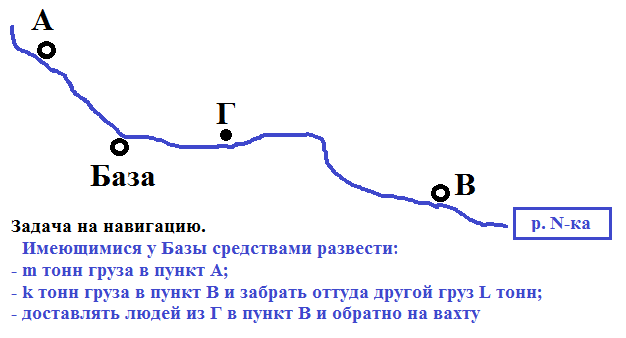 А
Г
База
В
р. N-ка
Задача на навигацию.
Имеющимися у Базы средствами развести:
- m тонн груза в пункт А;
- k тонн груза в пункт В и забрать оттуда другой груз L тонн;
- доставлять людей из Г в пункт В и обратно на вахту